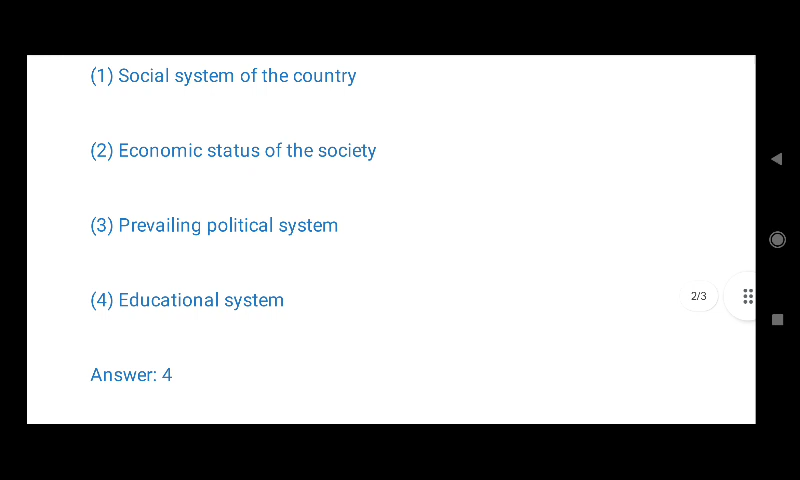 (1) Social system of the country
(2) Economic status of the society
(3) Prevailing political system
(4) Educational system
2/3
Answer: 4